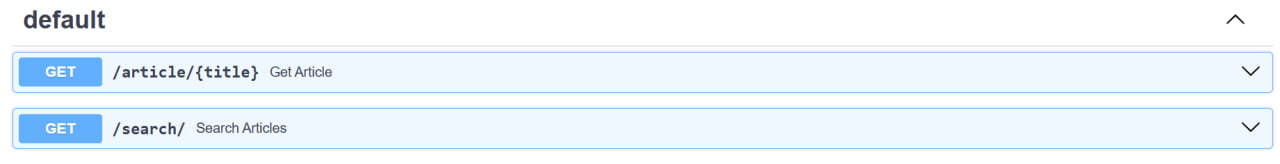 default
GET /article/{title} Get Article
GET /search/ Search Articles